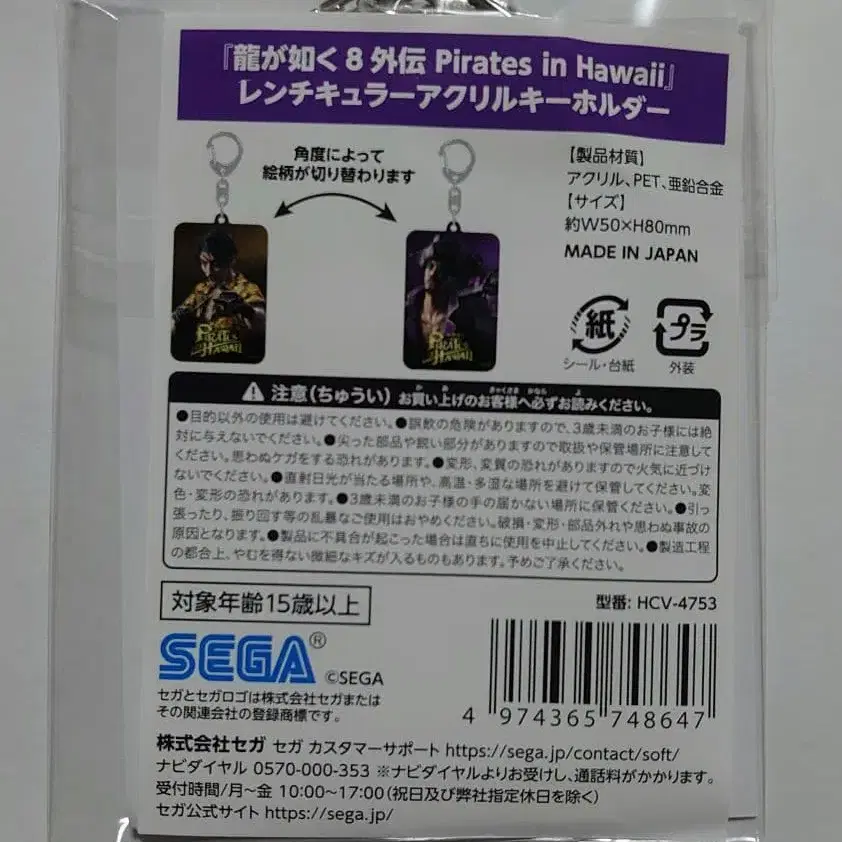 『龍が如く8外伝 Pirates in Hawaii』
レンチキュラーアクリルキーホルダー
角度によって
絵柄が切り替わります
【製品材質】
アクリル、PET、亜鉛合金
【サイズ】
約W50×H80mm
MADE IN JAPAN
紙
シール・台紙
プラ
外装
HAWAII
HAWAII
注意(ちゅうい)お買い上げのお客様へ必ずお読みください。
●目的以外の使用は避けてください。●誤飲の危険がありますので、3歳未満のお子様には絶
対に与えないでください。●尖った部品や鋭い部分がありますので取扱や保管場所に注意して
ください。思わぬケガをする恐れがあります。●変形、変質の恐れがありますので火気に近づけ
ないでください。●直射日光が当たる場所や、高温・多湿な場所を避けて保管してください。変
色・変形の恐れがあります。●3歳未満のお子様の手の届かない場所に保管ください。●引っ
張ったり、振り回す等の乱暴なご使用はおやめください。破損・変形・部品外れや思わぬ事故の
原因となります。●製品に不具合が起こった場合は直ちに使用を中止してください。●製造工程
の都合上、やむを得ない微細なキズが入るものもあります。予めご了承ください。
対象年齢15歳以上
型番: HCV-4753
SEGA® ©SEGA
セガとセガロゴは株式会社セガまたは
その関連会社の登録商標です。
4 974365 748647
株式会社セガ セガ カスタマーサポート https://sega.jp/contact/soft/
ナビダイヤル 0570-000-353 ※ナビダイヤルよりお受けし、通話料がかかります。
受付時間/月〜金 10:00〜17:00(祝日及び弊社指定休日を除く)
セガ公式サイト https://sega.jp/